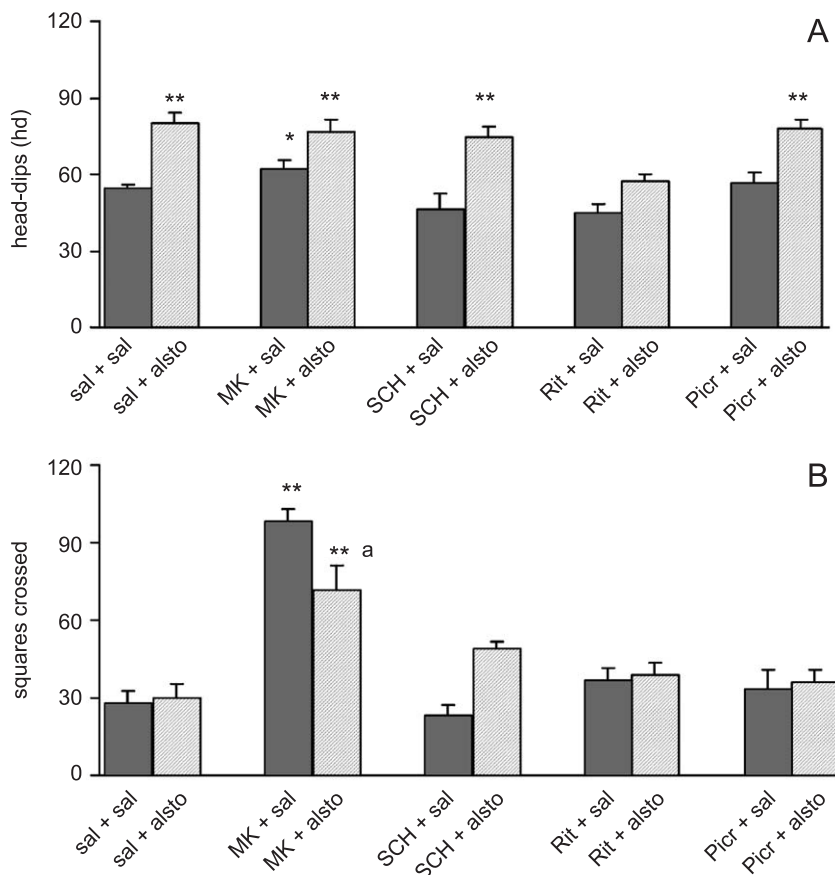 A
120
90
60
30
0
head-dips (hd)
**
*
**
**
**
sal + sal
sal + alsto
MK + sal
MK + alsto
SCH + sal
SCH + alsto
Rit + sal
Rit + alsto
Picr + sal
Picr + alsto
B
120
90
60
30
0
squares crossed
**
** a
sal + sal
sal + alsto
MK + sal
MK + alsto
SCH + sal
SCH + alsto
Rit + sal
Rit + alsto
Picr + sal
Picr + alsto